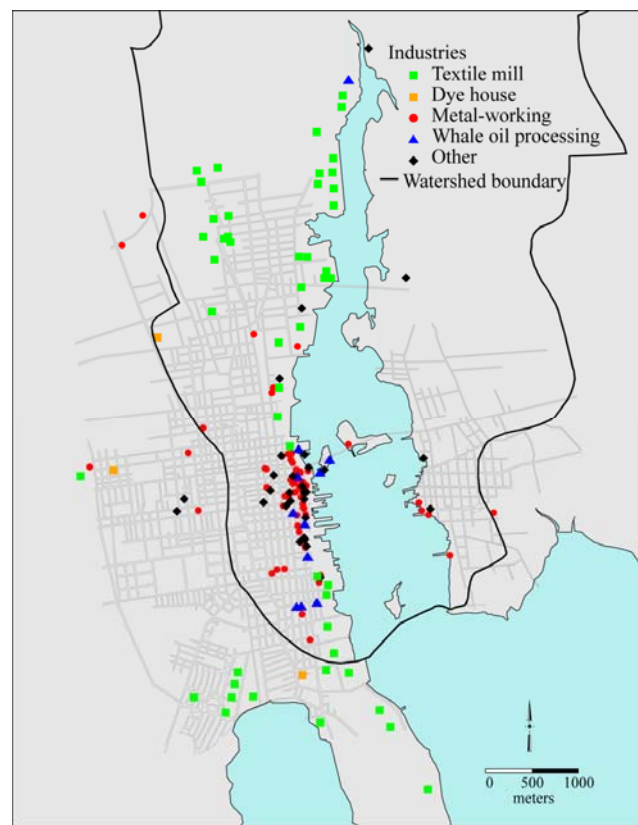 Industries
Textile mill
Dye house
Metal-working
Whale oil processing
Other
Watershed boundary
0 500 1000
meters